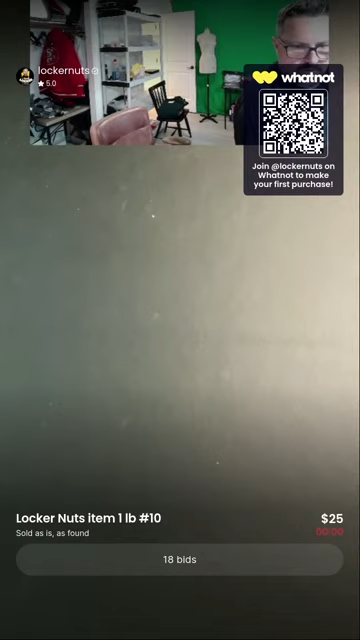 lockernuts
5.0
whatnot
Join @lockernuts on
Whatnot to make
your first purchase!
Locker Nuts item 1 lb #10
$25
Sold as is, as found
00:00
18 bids